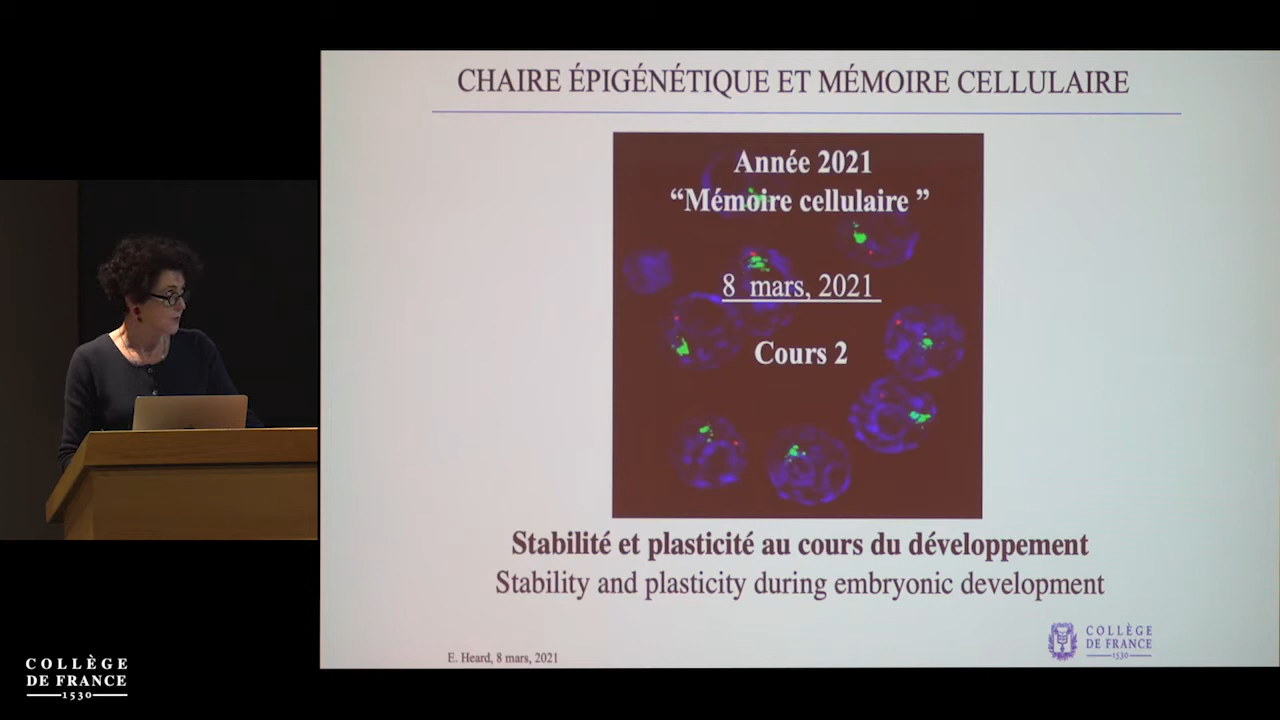 CHAIRE ÉPIGÉNÉTIQUE ET MÉMOIRE CELLULAIRE
Année 2021
“Mémoire cellulaire ”
8 mars, 2021
Cours 2
Stabilité et plasticité au cours du développement
Stability and plasticity during embryonic development
E. Heard, 8 mars, 2021
COLLÈGE
DE FRANCE
1530
COLLÈGE
DE FRANCE
1530